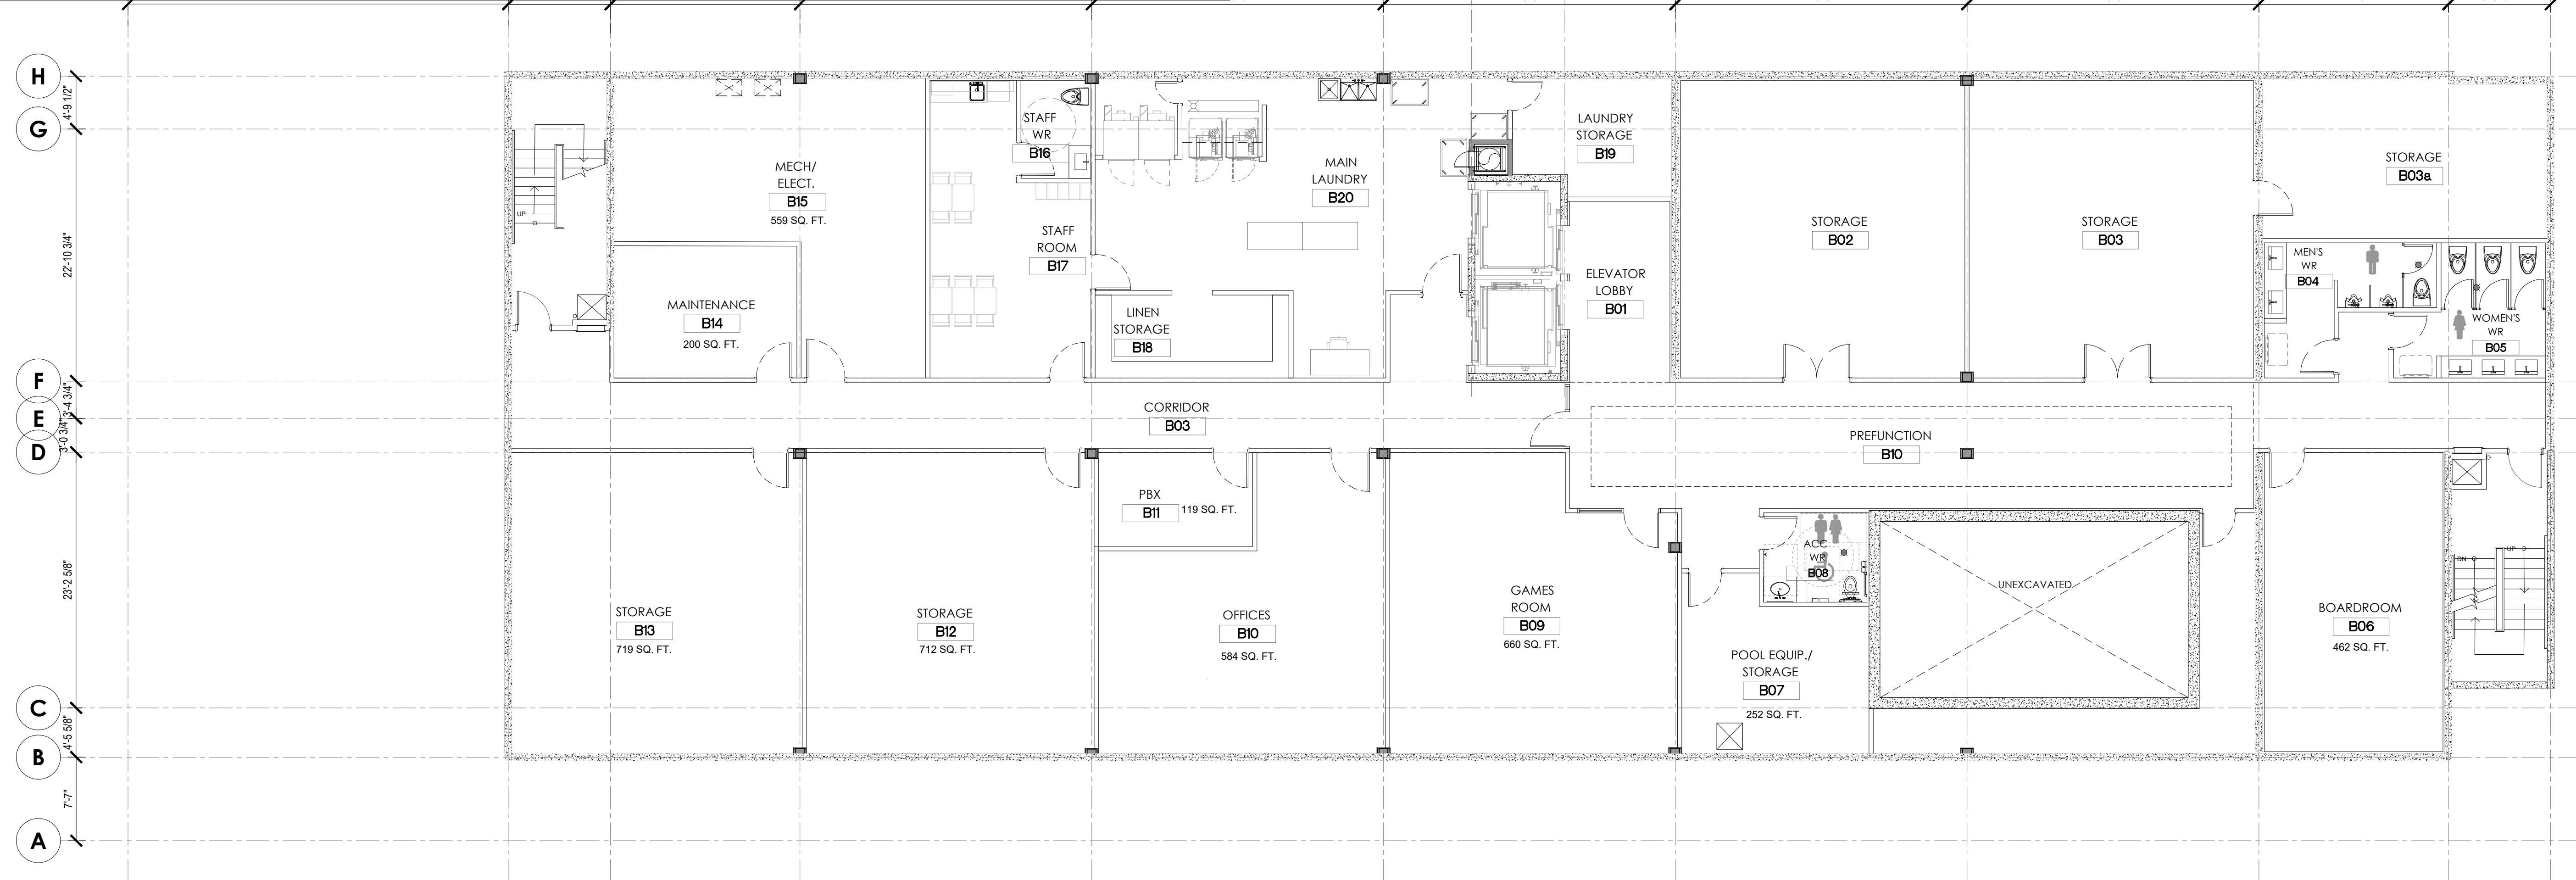 H
4'-9 1/2"
G
22'-10 3/4"
F
3'-4 3/4"
E
3'-0 3/4"
D
23'-2 5/8"
C
4'-5 5/8"
B
7'-7"
A
UP
MECH/
ELECT.
B15
559 SQ. FT.
MAINTENANCE
B14
200 SQ. FT.
STAFF
WR
B16
STAFF
ROOM
B17
MAIN
LAUNDRY
B20
LINEN
STORAGE
B18
LAUNDRY
STORAGE
B19
ELEVATOR
LOBBY
B01
STORAGE
B02
STORAGE
B03
STORAGE
B03a
MEN'S
WR
B04
WOMEN'S
WR
B05
CORRIDOR
B03
PREFUNCTION
B10
STORAGE
B13
719 SQ. FT.
STORAGE
B12
712 SQ. FT.
PBX
B11
119 SQ. FT.
OFFICES
B10
584 SQ. FT.
GAMES
ROOM
B09
660 SQ. FT.
ACC
WR
B08
POOL EQUIP./
STORAGE
B07
252 SQ. FT.
UNEXCAVATED
BOARDROOM
B06
462 SQ. FT.
DN
UP